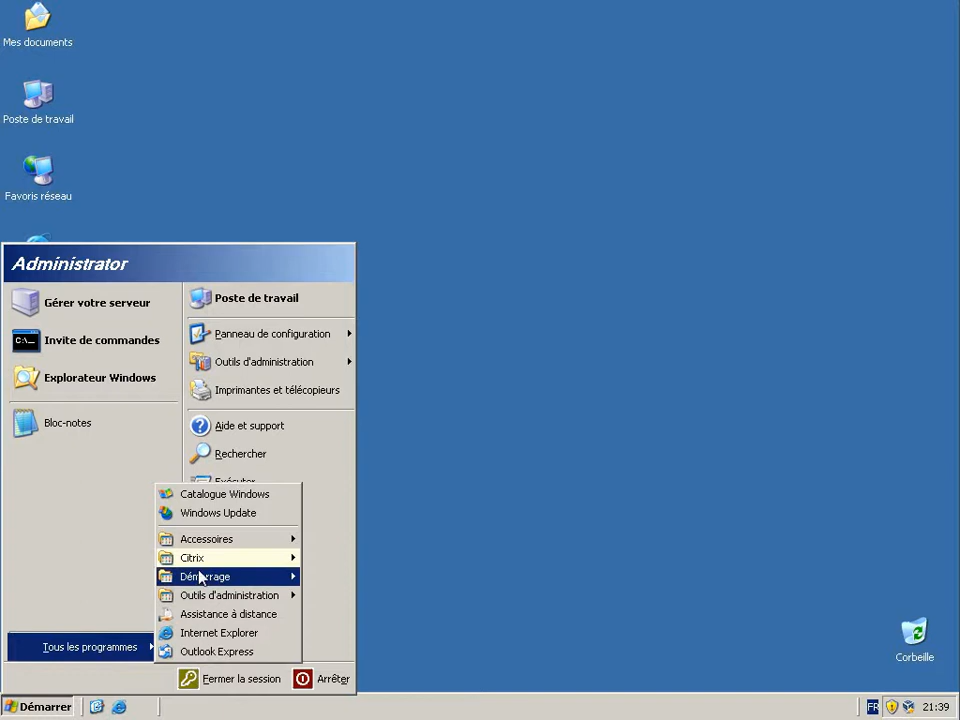 Mes documents
Poste de travail
Favoris réseau
Administrator
Gérer votre serveur
Invite de commandes
Explorateur Windows
Bloc-notes
Tous les programmes
Poste de travail
Panneau de configuration
Outils d'administration
Imprimantes et télécopieurs
Aide et support
Rechercher
Exécuter
Catalogue Windows
Windows Update
Accessoires
Citrix
Démarrage
Outils d'administration
Assistance à distance
Internet Explorer
Outlook Express
Fermer la session
Arrêter
Corbeille
Démarrer
FR
21:39